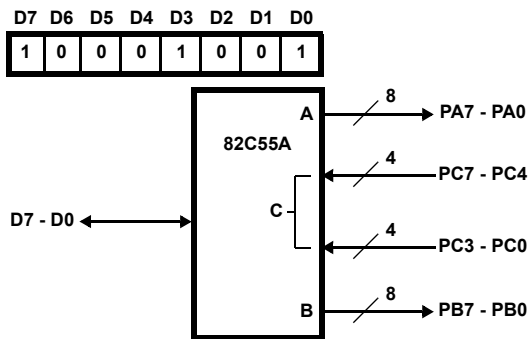 D7 D6 D5 D4 D3 D2 D1 D0
1 0 0 0 1 0 0 1
A
8
PA7 - PA0
82C55A
4
PC7 - PC4
C
D7 - D0
4
PC3 - PC0
B
8
PB7 - PB0